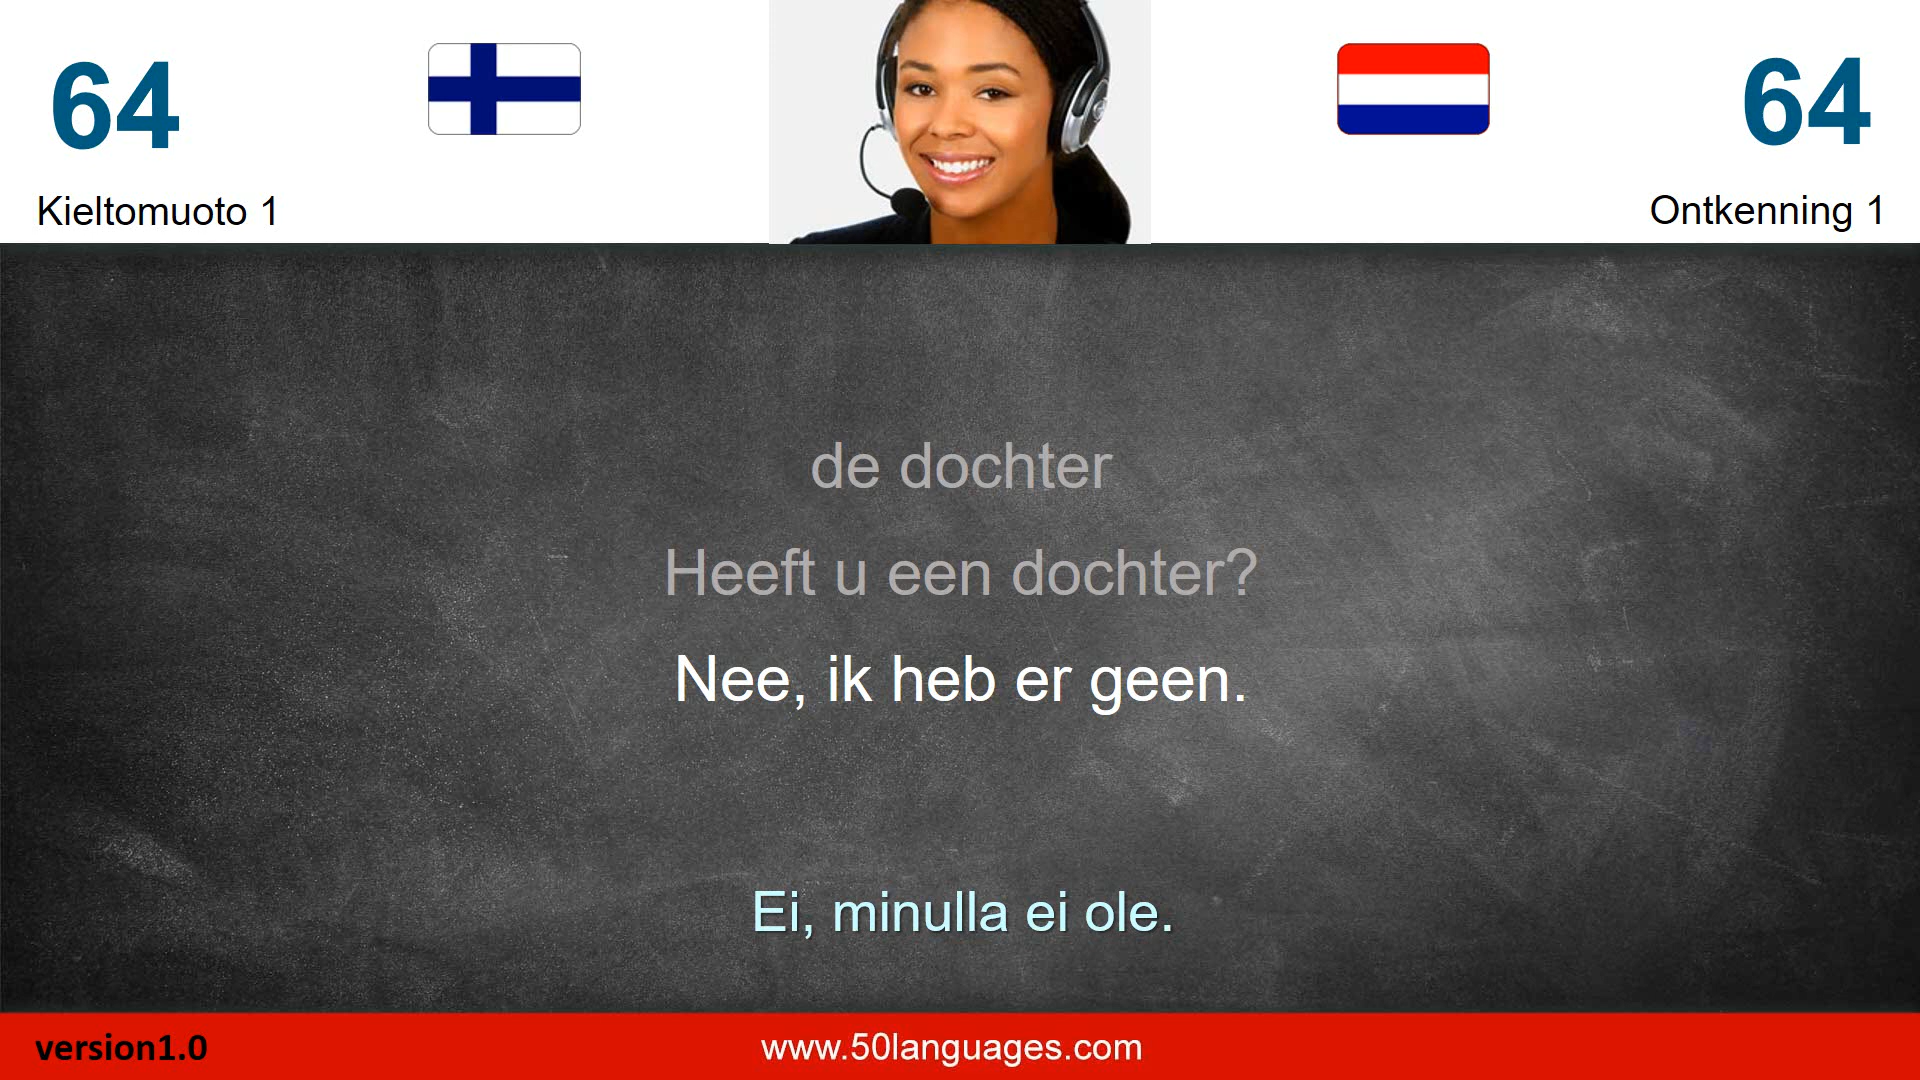 64
64
Kieltomuoto 1
Ontkenning 1
de dochter
Heeft u een dochter?
Nee, ik heb er geen.
Ei, minulla ei ole.
version1.0
www.50languages.com